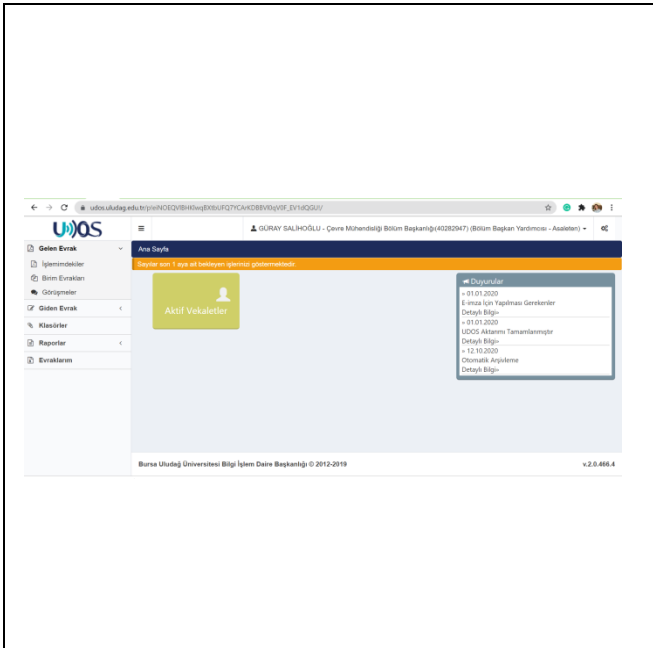 udos.uludag.edu.tr/
UDOS
GÜRAY SALİHOĞLU - Çevre Mühendisliği Bölüm Başkanlığı(40282947) (Bölüm Başkan Yardımcısı - Asaleten)
Gelen Evrak
İşlemimdekiler
Birim Evrakları
Görüşmeler
Giden Evrak
Klasörler
Raporlar
Evraklarım
Ana Sayfa
Sayılar son 1 aya ait bekleyen işlerinizi göstermektedir.
Aktif Vekaletler
Duyurular
» 01.01.2020
E-imza İçin Yapılması Gerekenler
Detaylı Bilgi»
» 01.01.2020
UDOS Aktarımı Tamamlanmıştır
Detaylı Bilgi»
» 12.10.2020
Otomatik Arşivleme
Detaylı Bilgi»
Bursa Uludağ Üniversitesi Bilgi İşlem Daire Başkanlığı © 2012-2019
v.2.0.466.4